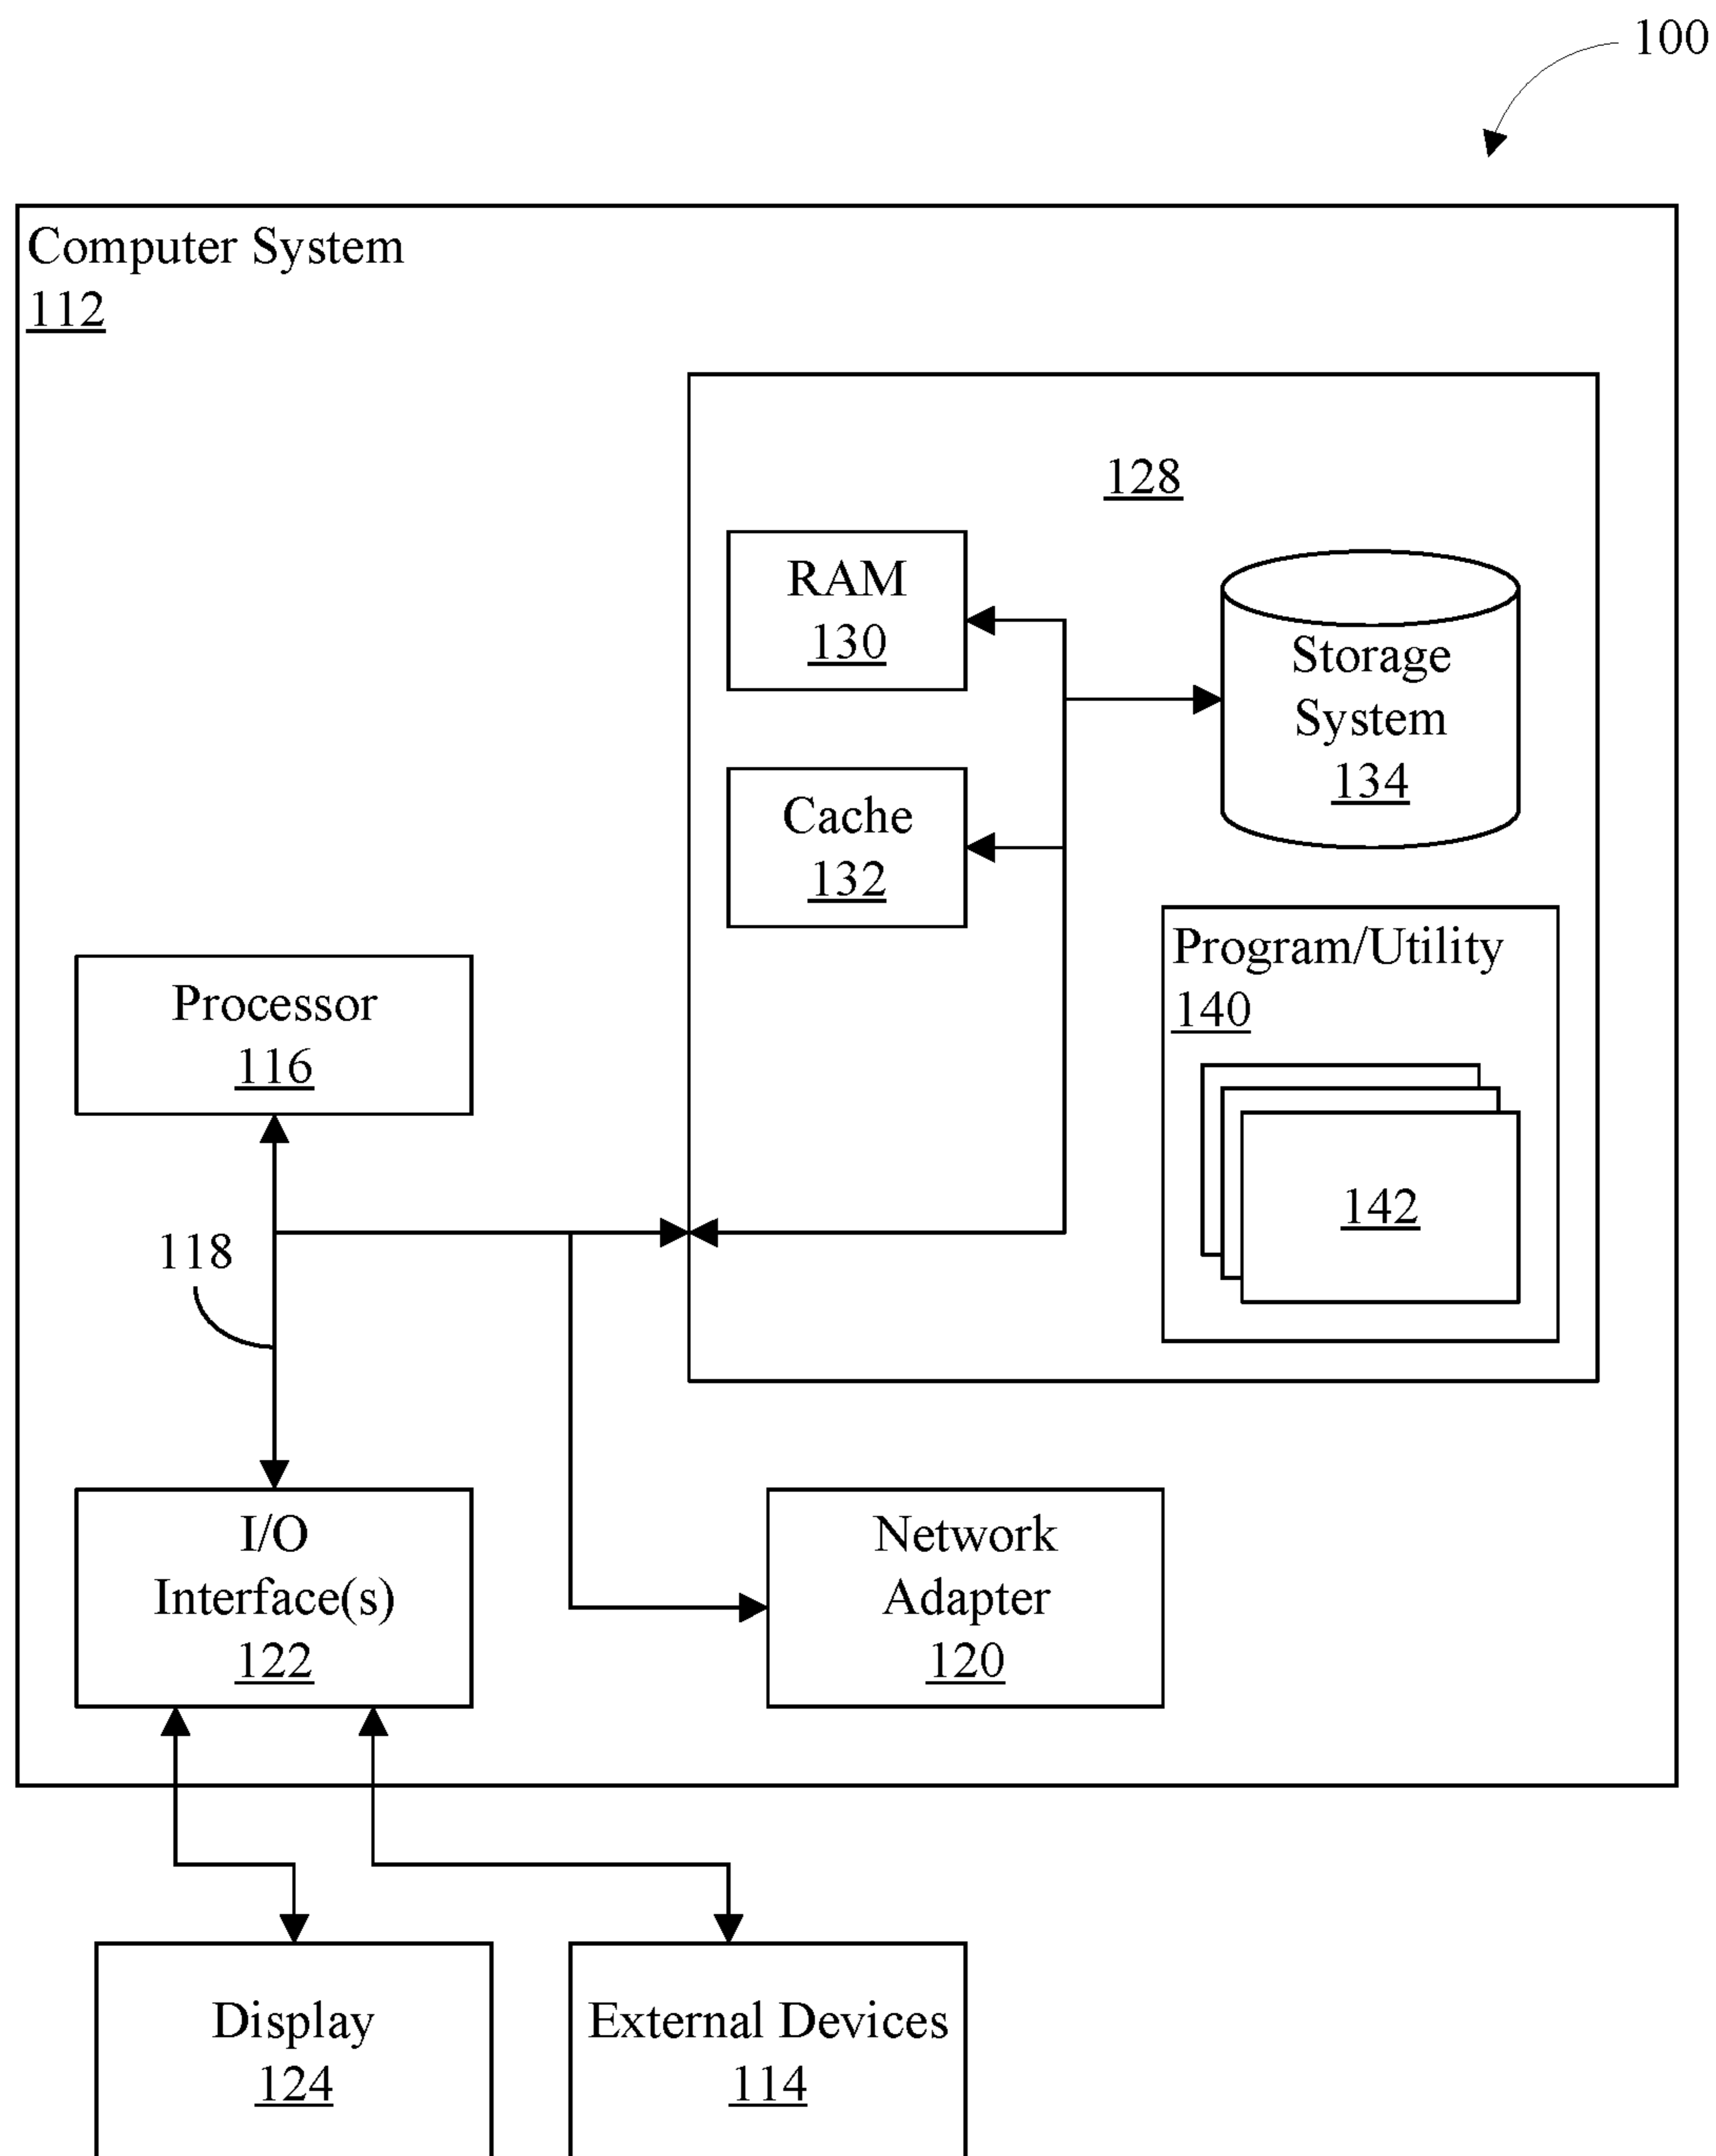 100
Computer System
112
128
RAM
130
Storage
System
134
Cache
132
Program/Utility
140
142
Processor
116
118
I/O
Interface(s)
122
Network
Adapter
120
Display
124
External Devices
114